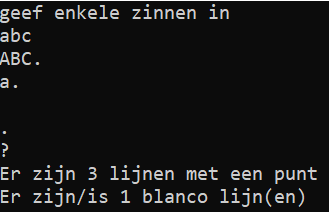 geef enkele zinnen in
abc
ABC.
a.

.
?
Er zijn 3 lijnen met een punt
Er zijn/is 1 blanco lijn(en)